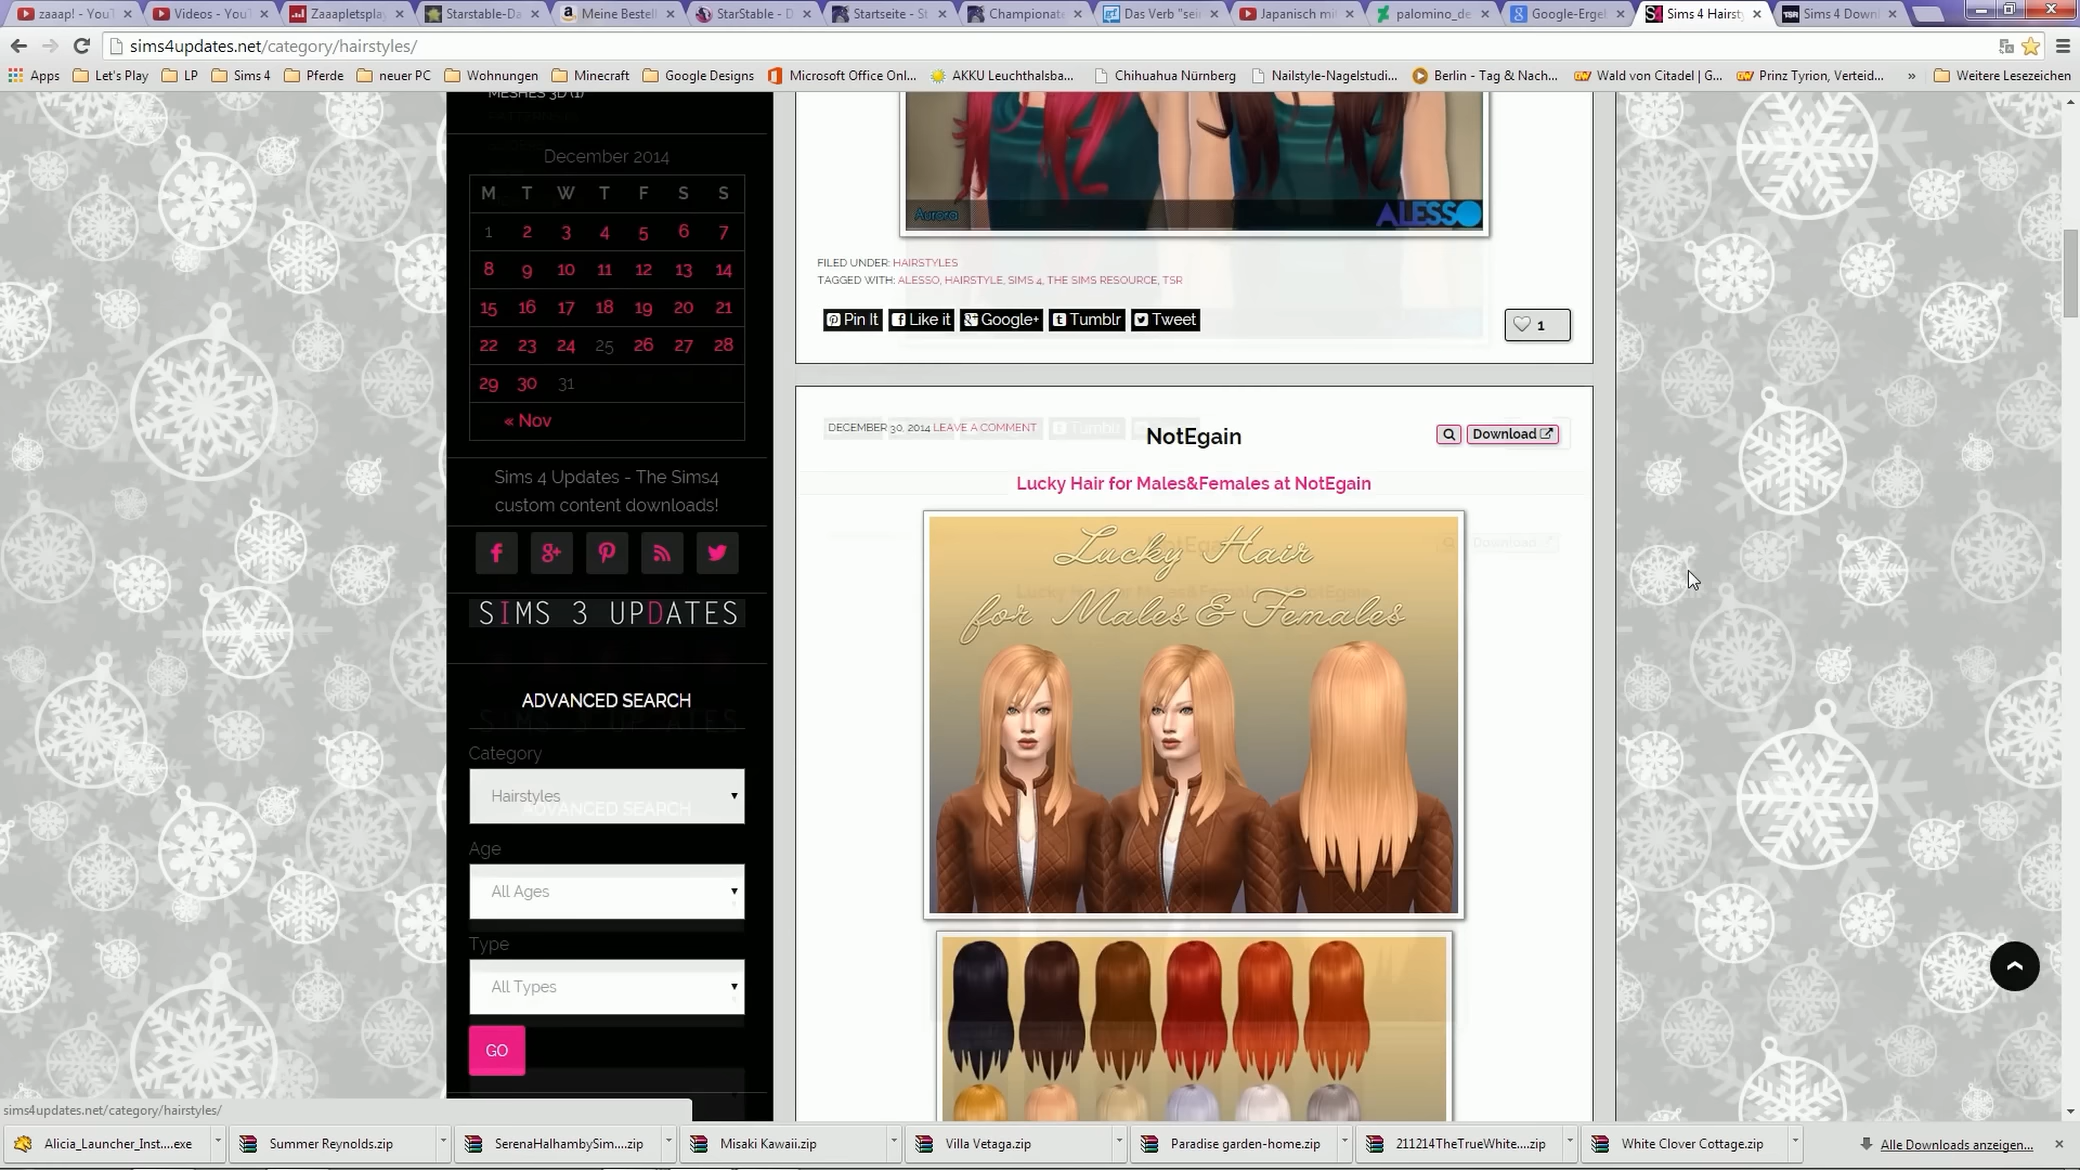 zaaap! - YouT
Videos - YouT
Zaaapletspla
Starstable-Da
Meine Bestell
StarStable - D
Startseite - St
Championate
Das Verb "sei
Japanisch mit
palomino_de
Google-Ergeb
Sims 4 Hairst
Sims 4 Downl
sims4updates.net/category/hairstyles/
Apps
Let's Play
LP
Sims 4
Pferde
neuer PC
Wohnungen
Minecraft
Google Designs
Microsoft Office Onl...
AKKU Leuchthalsba...
Chihuahua Nürnberg
Nailstyle-Nagelstudi...
Berlin - Tag & Nach...
Wald von Citadel | G...
Prinz Tyrion, Verteid...
»
Weitere Lesezeichen
MESHES 3D (1)
December 2014
M T W T F S S
1 2 3 4 5 6 7
8 9 10 11 12 13 14
15 16 17 18 19 20 21
22 23 24 25 26 27 28
29 30 31
« Nov
Sims 4 Updates - The Sims4
custom content downloads!
SIMS 3 UPDATES
ADVANCED SEARCH
Category
Hairstyles
Age
All Ages
Type
All Types
GO
Aurora
ALESSO
FILED UNDER: HAIRSTYLES
TAGGED WITH: ALESSO, HAIRSTYLE, SIMS 4, THE SIMS RESOURCE, TSR
Pin It
Like it
Google+
Tumblr
Tweet
1
DECEMBER 30, 2014 LEAVE A COMMENT
NotEgain
Download
Lucky Hair for Males&Females at NotEgain
Lucky Hair
for Males & Females
sims4updates.net/category/hairstyles/
Alicia_Launcher_Inst....exe
Summer Reynolds.zip
SerenaHalhambySim....zip
Misaki Kawaii.zip
Villa Vetaga.zip
Paradise garden-home.zip
211214TheTrueWhite....zip
White Clover Cottage.zip
Alle Downloads anzeigen...